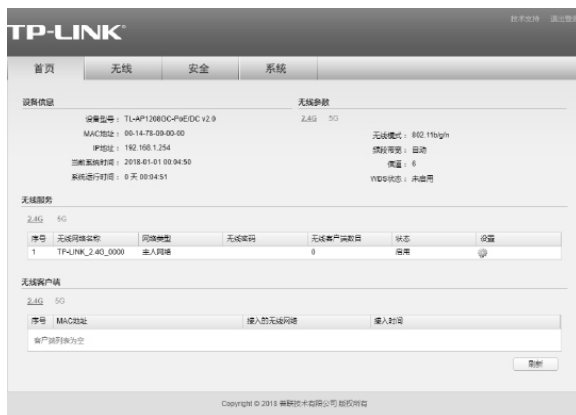 技术支持 退出登录
TP-LINK
首页 无线 安全 系统
设备信息 无线参数
设备型号： TL-AP1208GC-PoE/DC v2.0
MAC地址： 00-14-78-00-00-00
IP地址： 192.168.1.254
当前系统时间： 2018-01-01 00:04:50
系统运行时间： 0 天 00:04:51
2.4G 5G
无线模式： 802.11b/g/n
频段带宽： 自动
信道： 6
WDS状态： 未启用
无线服务
2.4G 5G
序号 无线网络名称 网络类型 无线密码 无线客户端数目 状态 设置
1 TP-LINK_2.4G_0000 主人网络 0 启用
无线客户端
2.4G 5G
序号 MAC地址 接入的无线网络 接入时间
客户端列表为空
刷新
Copyright © 2018 普联技术有限公司 版权所有